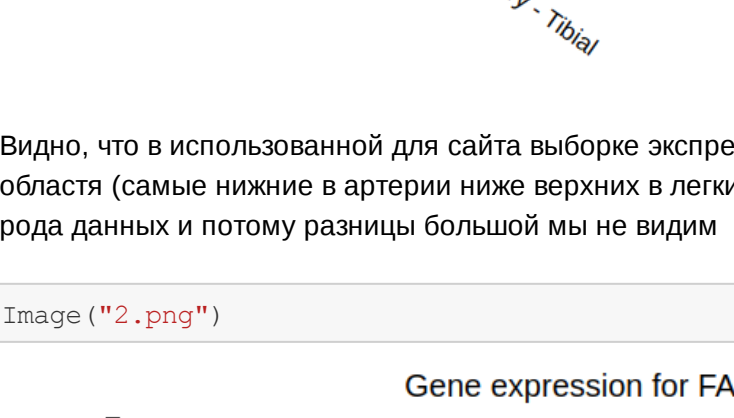 - Tibial
Видно, что в использованной для сайта выборке экспре
областя (самые нижние в артерии ниже верхних в легки
рода данных и потому разницы большой мы не видим
Image("2.png")
Gene expression for FA